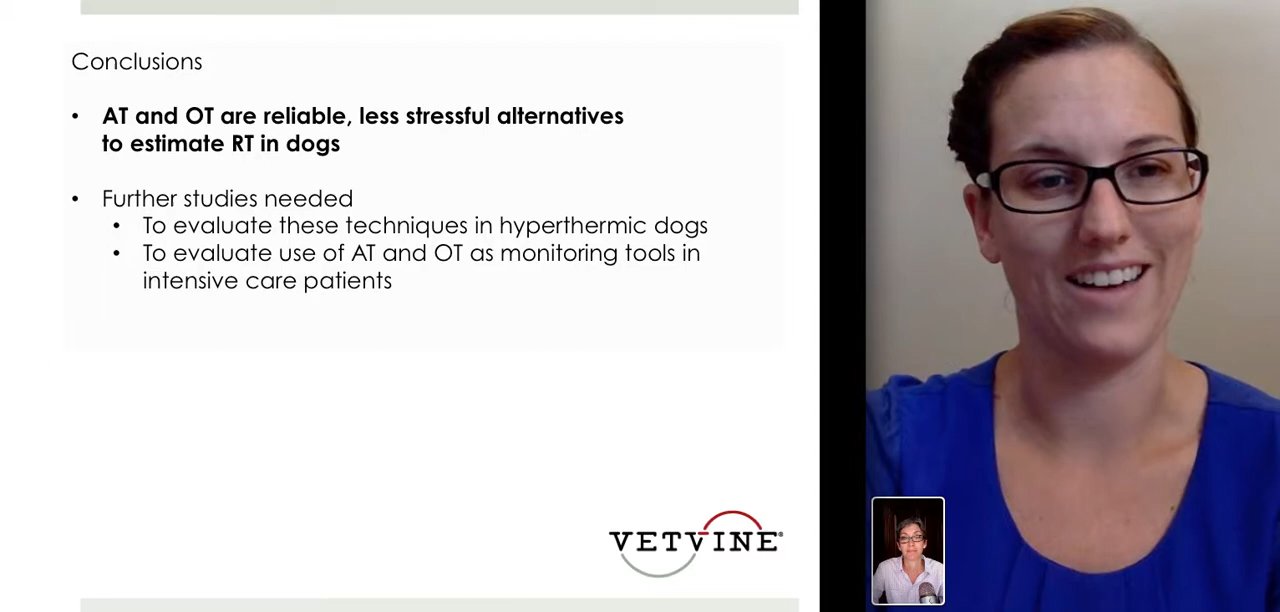 Conclusions
• AT and OT are reliable, less stressful alternatives
to estimate RT in dogs
• Further studies needed
• To evaluate these techniques in hyperthermic dogs
• To evaluate use of AT and OT as monitoring tools in
intensive care patients
VETVINE®